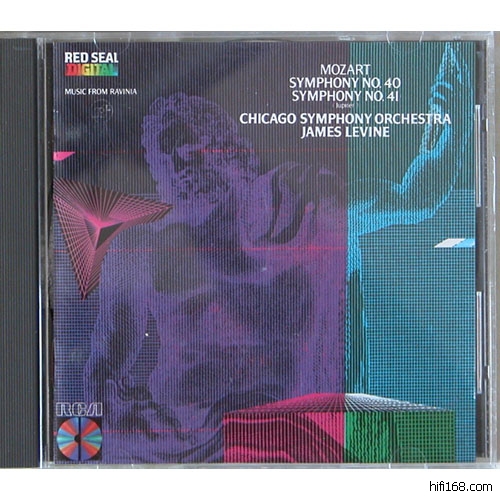 RED SEAL
DIGITAL
MUSIC FROM RAVINIA
MOZART
SYMPHONY NO. 40
SYMPHONY NO. 41
Jupiter
CHICAGO SYMPHONY ORCHESTRA
JAMES LEVINE
RCA
hifi168.com